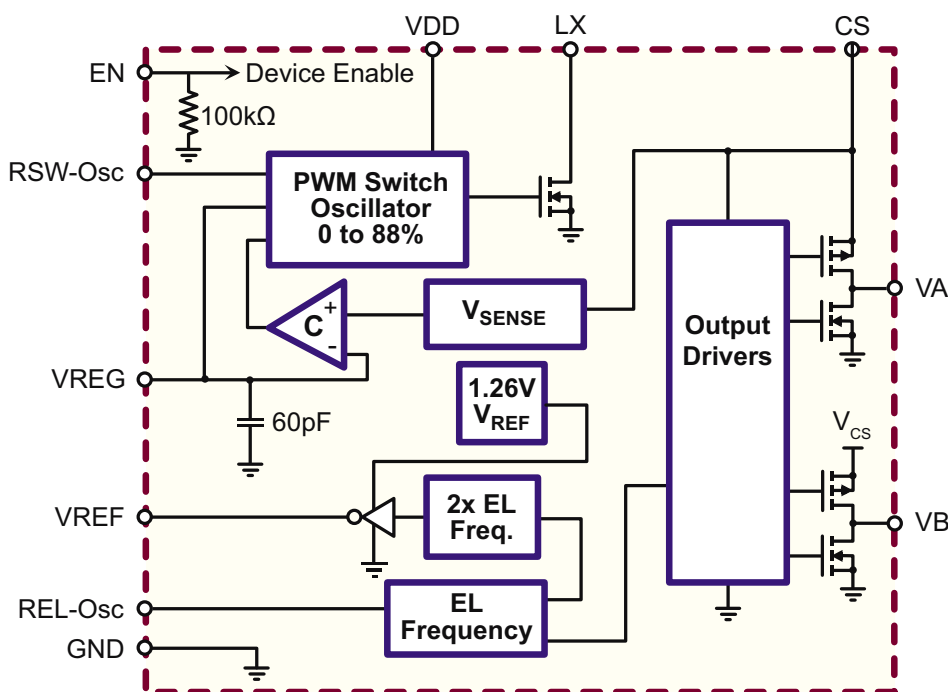 VDD
LX
CS
EN
Device Enable
100kΩ
RSW-Osc
PWM Switch
Oscillator
0 to 88%
C
+
-
VSENSE
Output
Drivers
VA
VREG
60pF
1.26V
VREF
VCS
VREF
2x EL
Freq.
VB
REL-Osc
EL
Frequency
GND